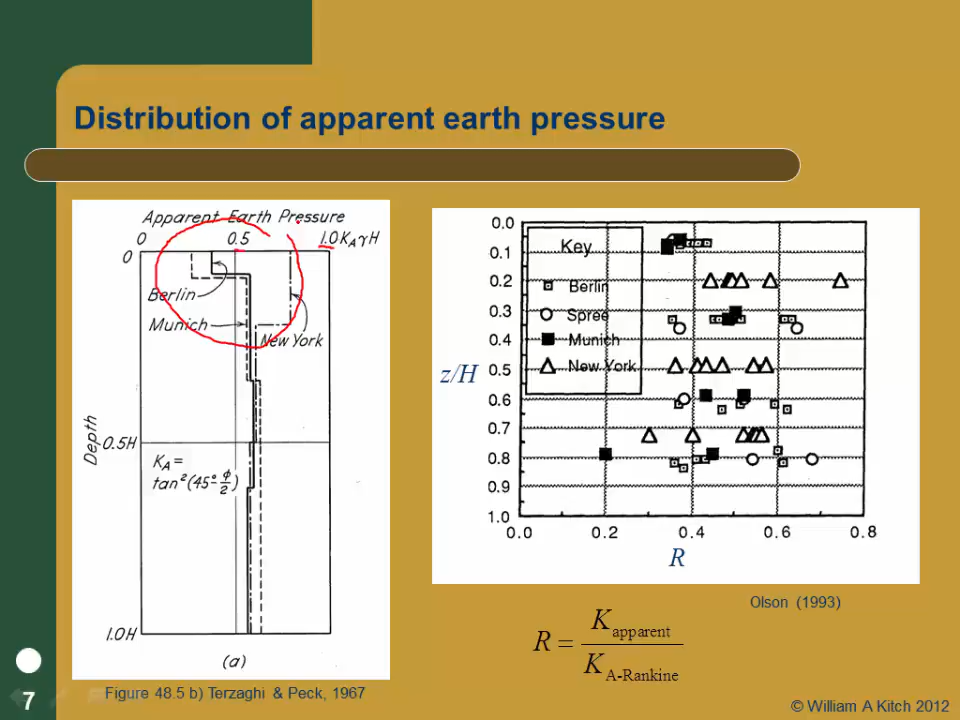 Distribution of apparent earth pressure
Apparent Earth Pressure
0 0.5 1.0 KAγH
0
Berlin
Munich
New York
Depth
0.5H
KA =
tan²(45°-φ/2)
1.0H
(a)
Figure 48.5 b) Terzaghi & Peck, 1967
0.0
0.1
0.2
0.3
0.4
0.5
0.6
0.7
0.8
0.9
1.0
z/H
Key
Berlin
Spree
Munich
New York
0.0 0.2 0.4 0.6 0.8
R
Olson (1993)
R = K apparent / K A-Rankine
7
© William A Kitch 2012